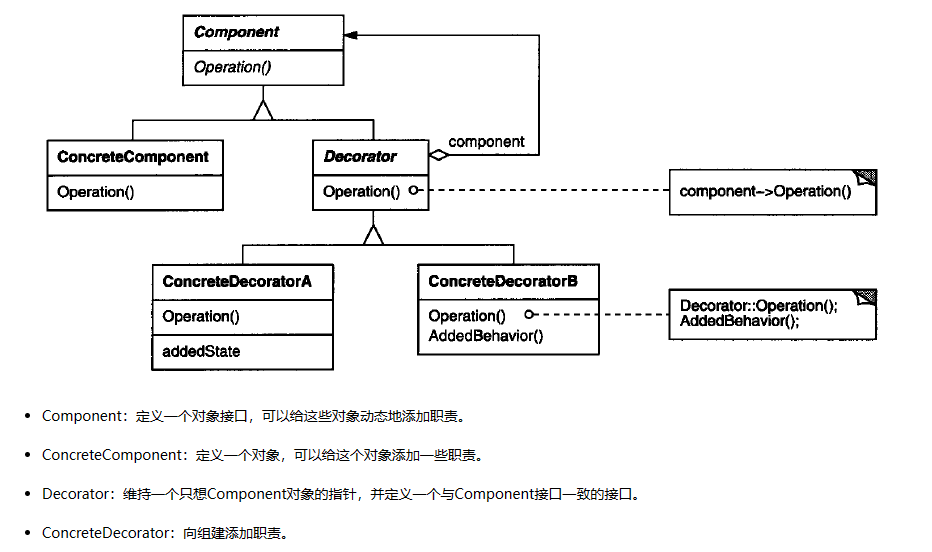 Component
Operation()
component
ConcreteComponent
Operation()
Decorator
Operation()
component->Operation()
ConcreteDecoratorA
Operation()
addedState
ConcreteDecoratorB
Operation()
AddedBehavior()
Decorator::Operation();
AddedBehavior();
• Component：定义一个对象接口，可以给这些对象动态地添加职责。
• ConcreteComponent：定义一个对象，可以给这个对象添加一些职责。
• Decorator：维持一个只想Component对象的指针，并定义一个与Component接口一致的接口。
• ConcreteDecorator：向组建添加职责。